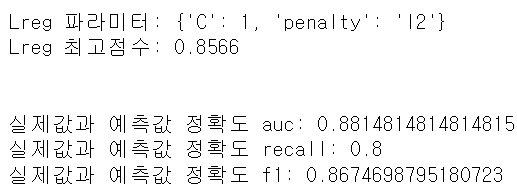 Lreg 파라미터: {'C': 1, 'penalty': 'l2'}
Lreg 최고점수: 0.8566
실제값과 예측값 정확도 auc: 0.8814814814814815
실제값과 예측값 정확도 recall: 0.8
실제값과 예측값 정확도 f1: 0.8674698795180723